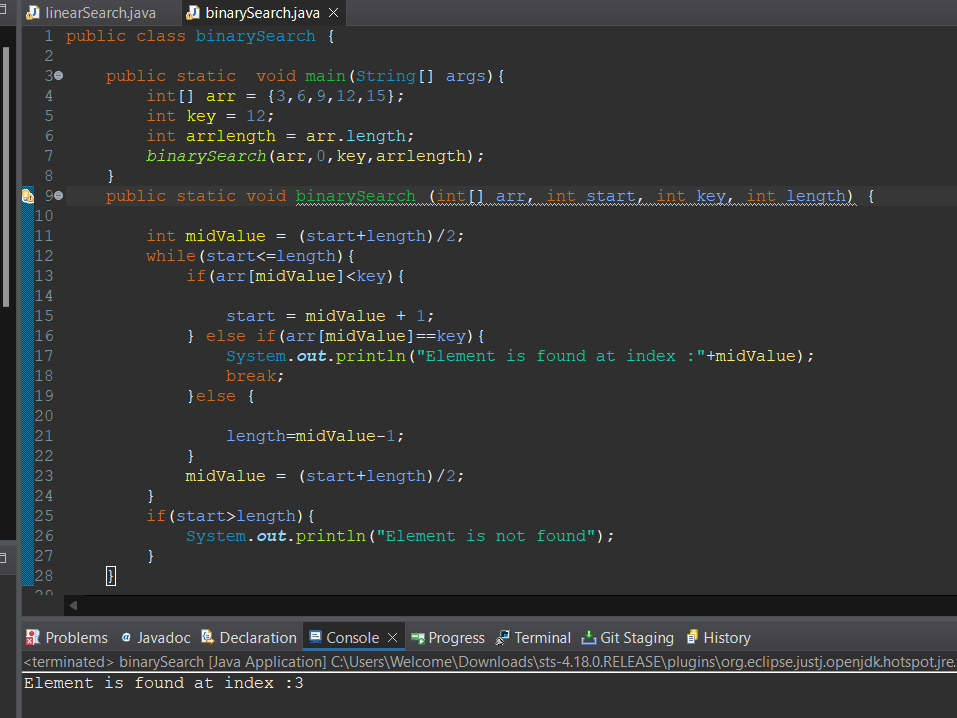 linearSearch.java binarySearch.java
1 public class binarySearch {
2
3 public static  void main(String[] args){
4 int[] arr = {3,6,9,12,15};
5 int key = 12;
6 int arrlength = arr.length;
7 binarySearch(arr,0,key,arrlength);
8 }
9 public static void binarySearch (int[] arr, int start, int key, int length) {
10
11 int midValue = (start+length)/2;
12 while(start<=length){
13 if(arr[midValue]<key){
14
15 start = midValue + 1;
16 } else if(arr[midValue]==key){
17 System.out.println("Element is found at index :"+midValue);
18 break;
19 }else {
20
21 length=midValue-1;
22 }
23 midValue = (start+length)/2;
24 }
25 if(start>length){
26 System.out.println("Element is not found");
27 }
28 }
29
Problems Javadoc Declaration Console Progress Terminal Git Staging History
<terminated> binarySearch [Java Application] C:\Users\Welcome\Downloads\sts-4.18.0.RELEASE\plugins\org.eclipse.justj.openjdk.hotspot.jre.
Element is found at index :3